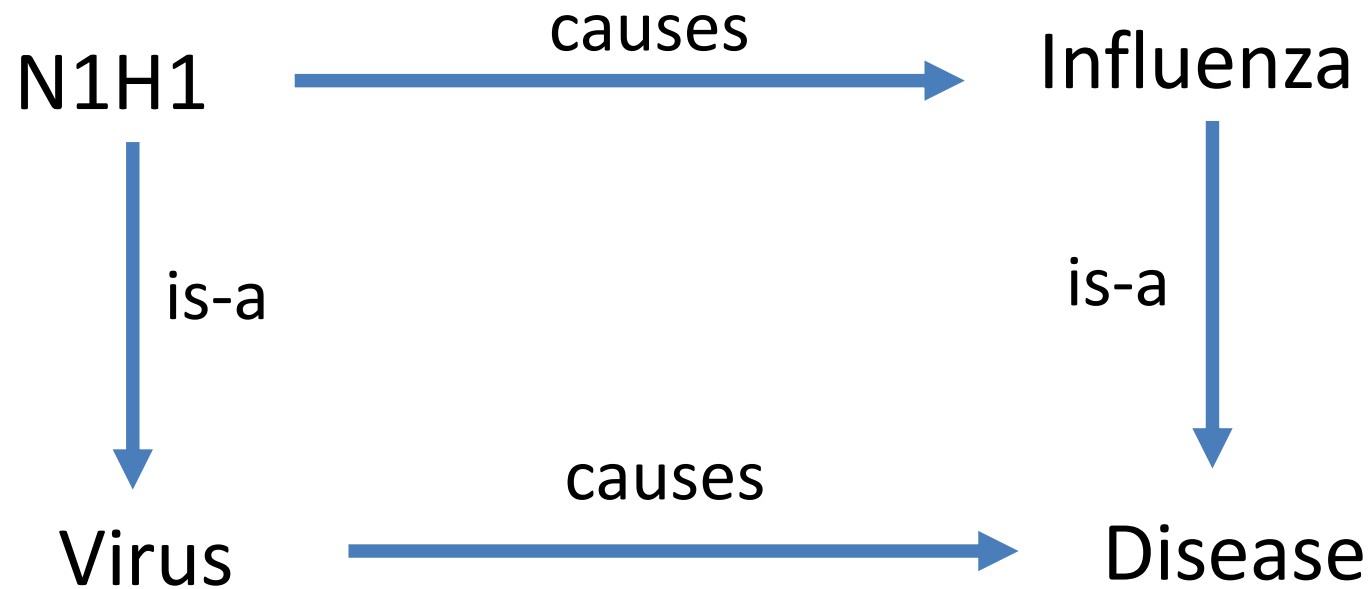 causes
N1H1
Influenza
is-a
is-a
causes
Virus
Disease